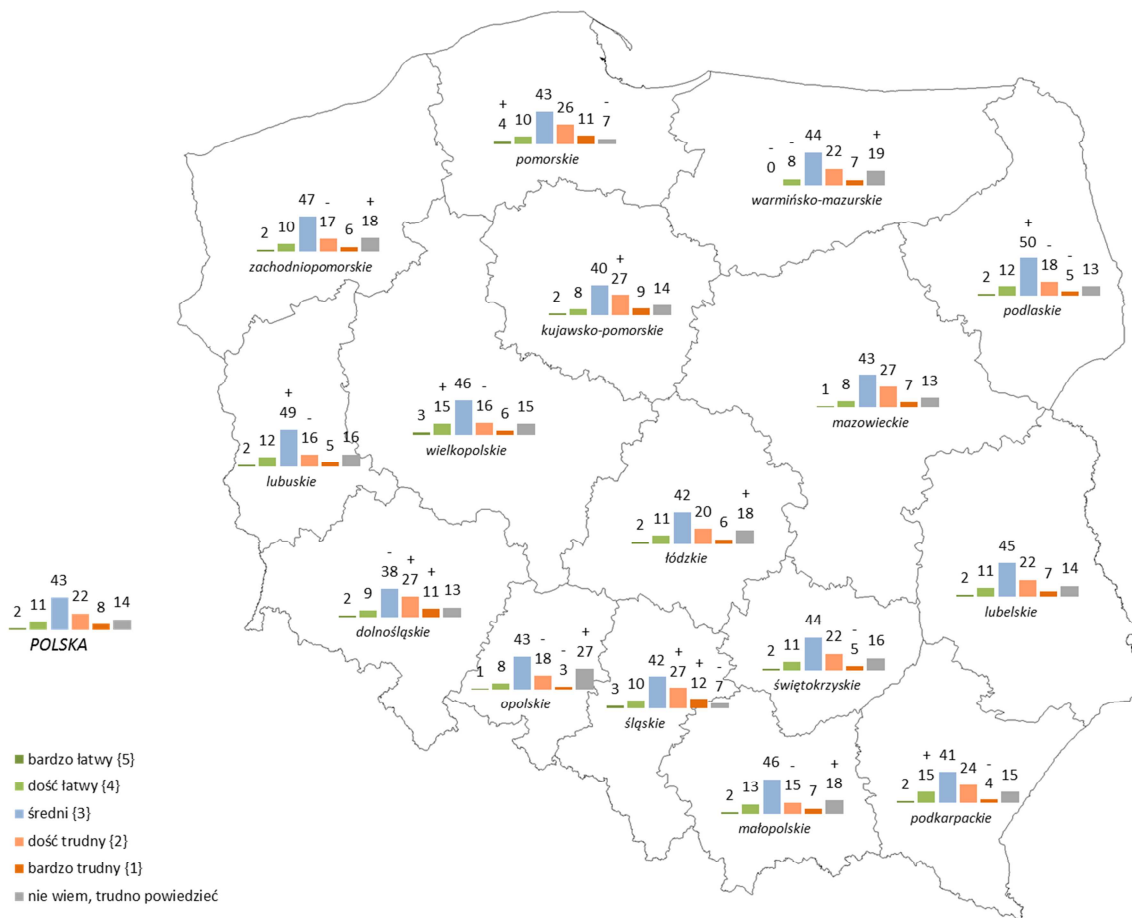 + -
4 10 43 26 11 7
pomorskie
- - +
0 8 44 22 7 19
warmińsko-mazurskie
- +
2 10 47 17 6 18
zachodniopomorskie
+
2 8 40 27 9 14
kujawsko-pomorskie
+ - -
2 12 50 18 5 13
podlaskie
+ -
3 15 46 16 6 15
wielkopolskie
1 8 43 27 7 13
mazowieckie
+ -
2 12 49 16 5 16
lubuskie
+
2 11 42 20 6 18
łódzkie
2 11 45 22 7 14
lubelskie
- + +
2 9 38 27 11 13
dolnośląskie
2 11 43 22 8 14
POLSKA
- - +
1 8 43 18 3 27
opolskie
+ + -
3 10 42 27 12 7
śląskie
-
2 11 44 22 5 16
świętokrzyskie
- +
2 13 46 15 7 18
małopolskie
+ -
2 15 41 24 4 15
podkarpackie
bardzo łatwy {5}
dość łatwy {4}
średni {3}
dość trudny {2}
bardzo trudny {1}
nie wiem, trudno powiedzieć